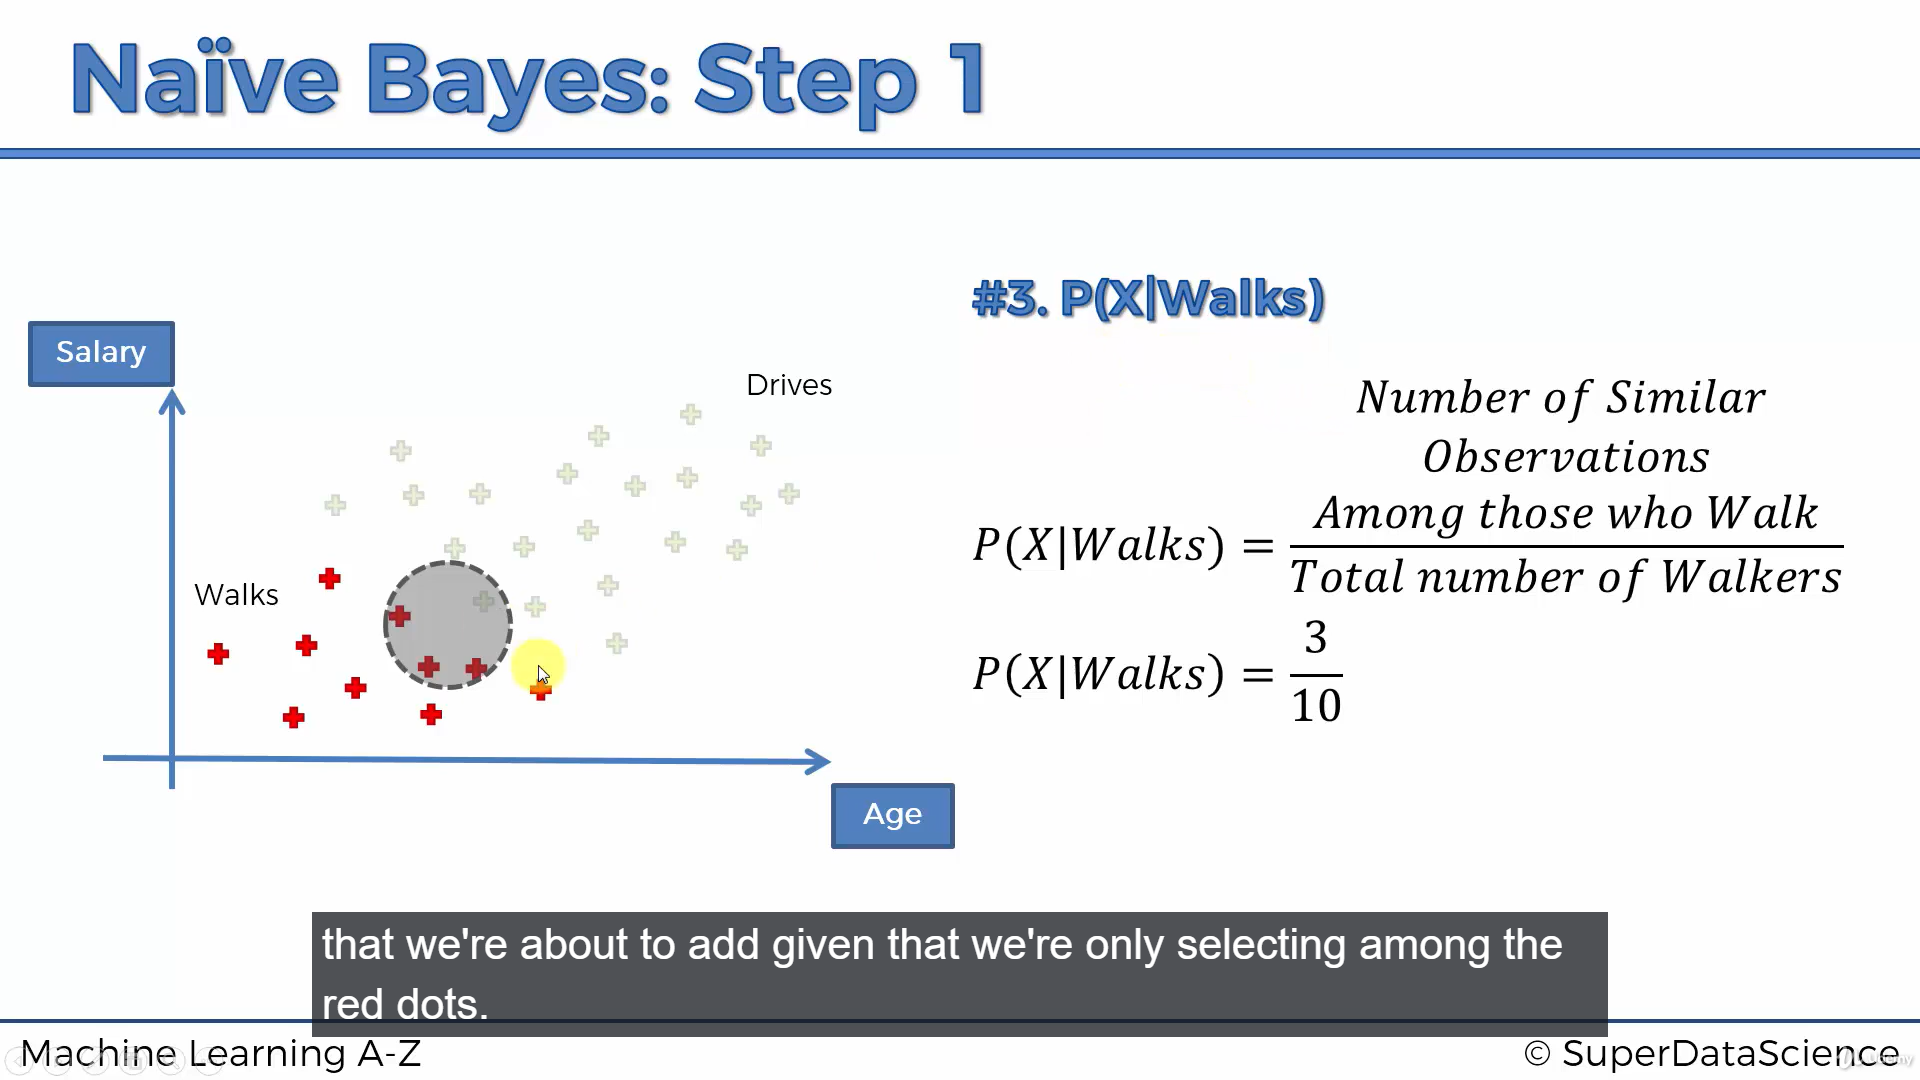 Naïve Bayes: Step 1
#3. P(X|Walks)
Salary
Drives
Walks
Age
Number of Similar
Observations
Among those who Walk
P(X|Walks) =
Total number of Walkers
3
P(X|Walks) =
10
that we're about to add given that we're only selecting among the
red dots.
Machine Learning A-Z
© SuperDataScience